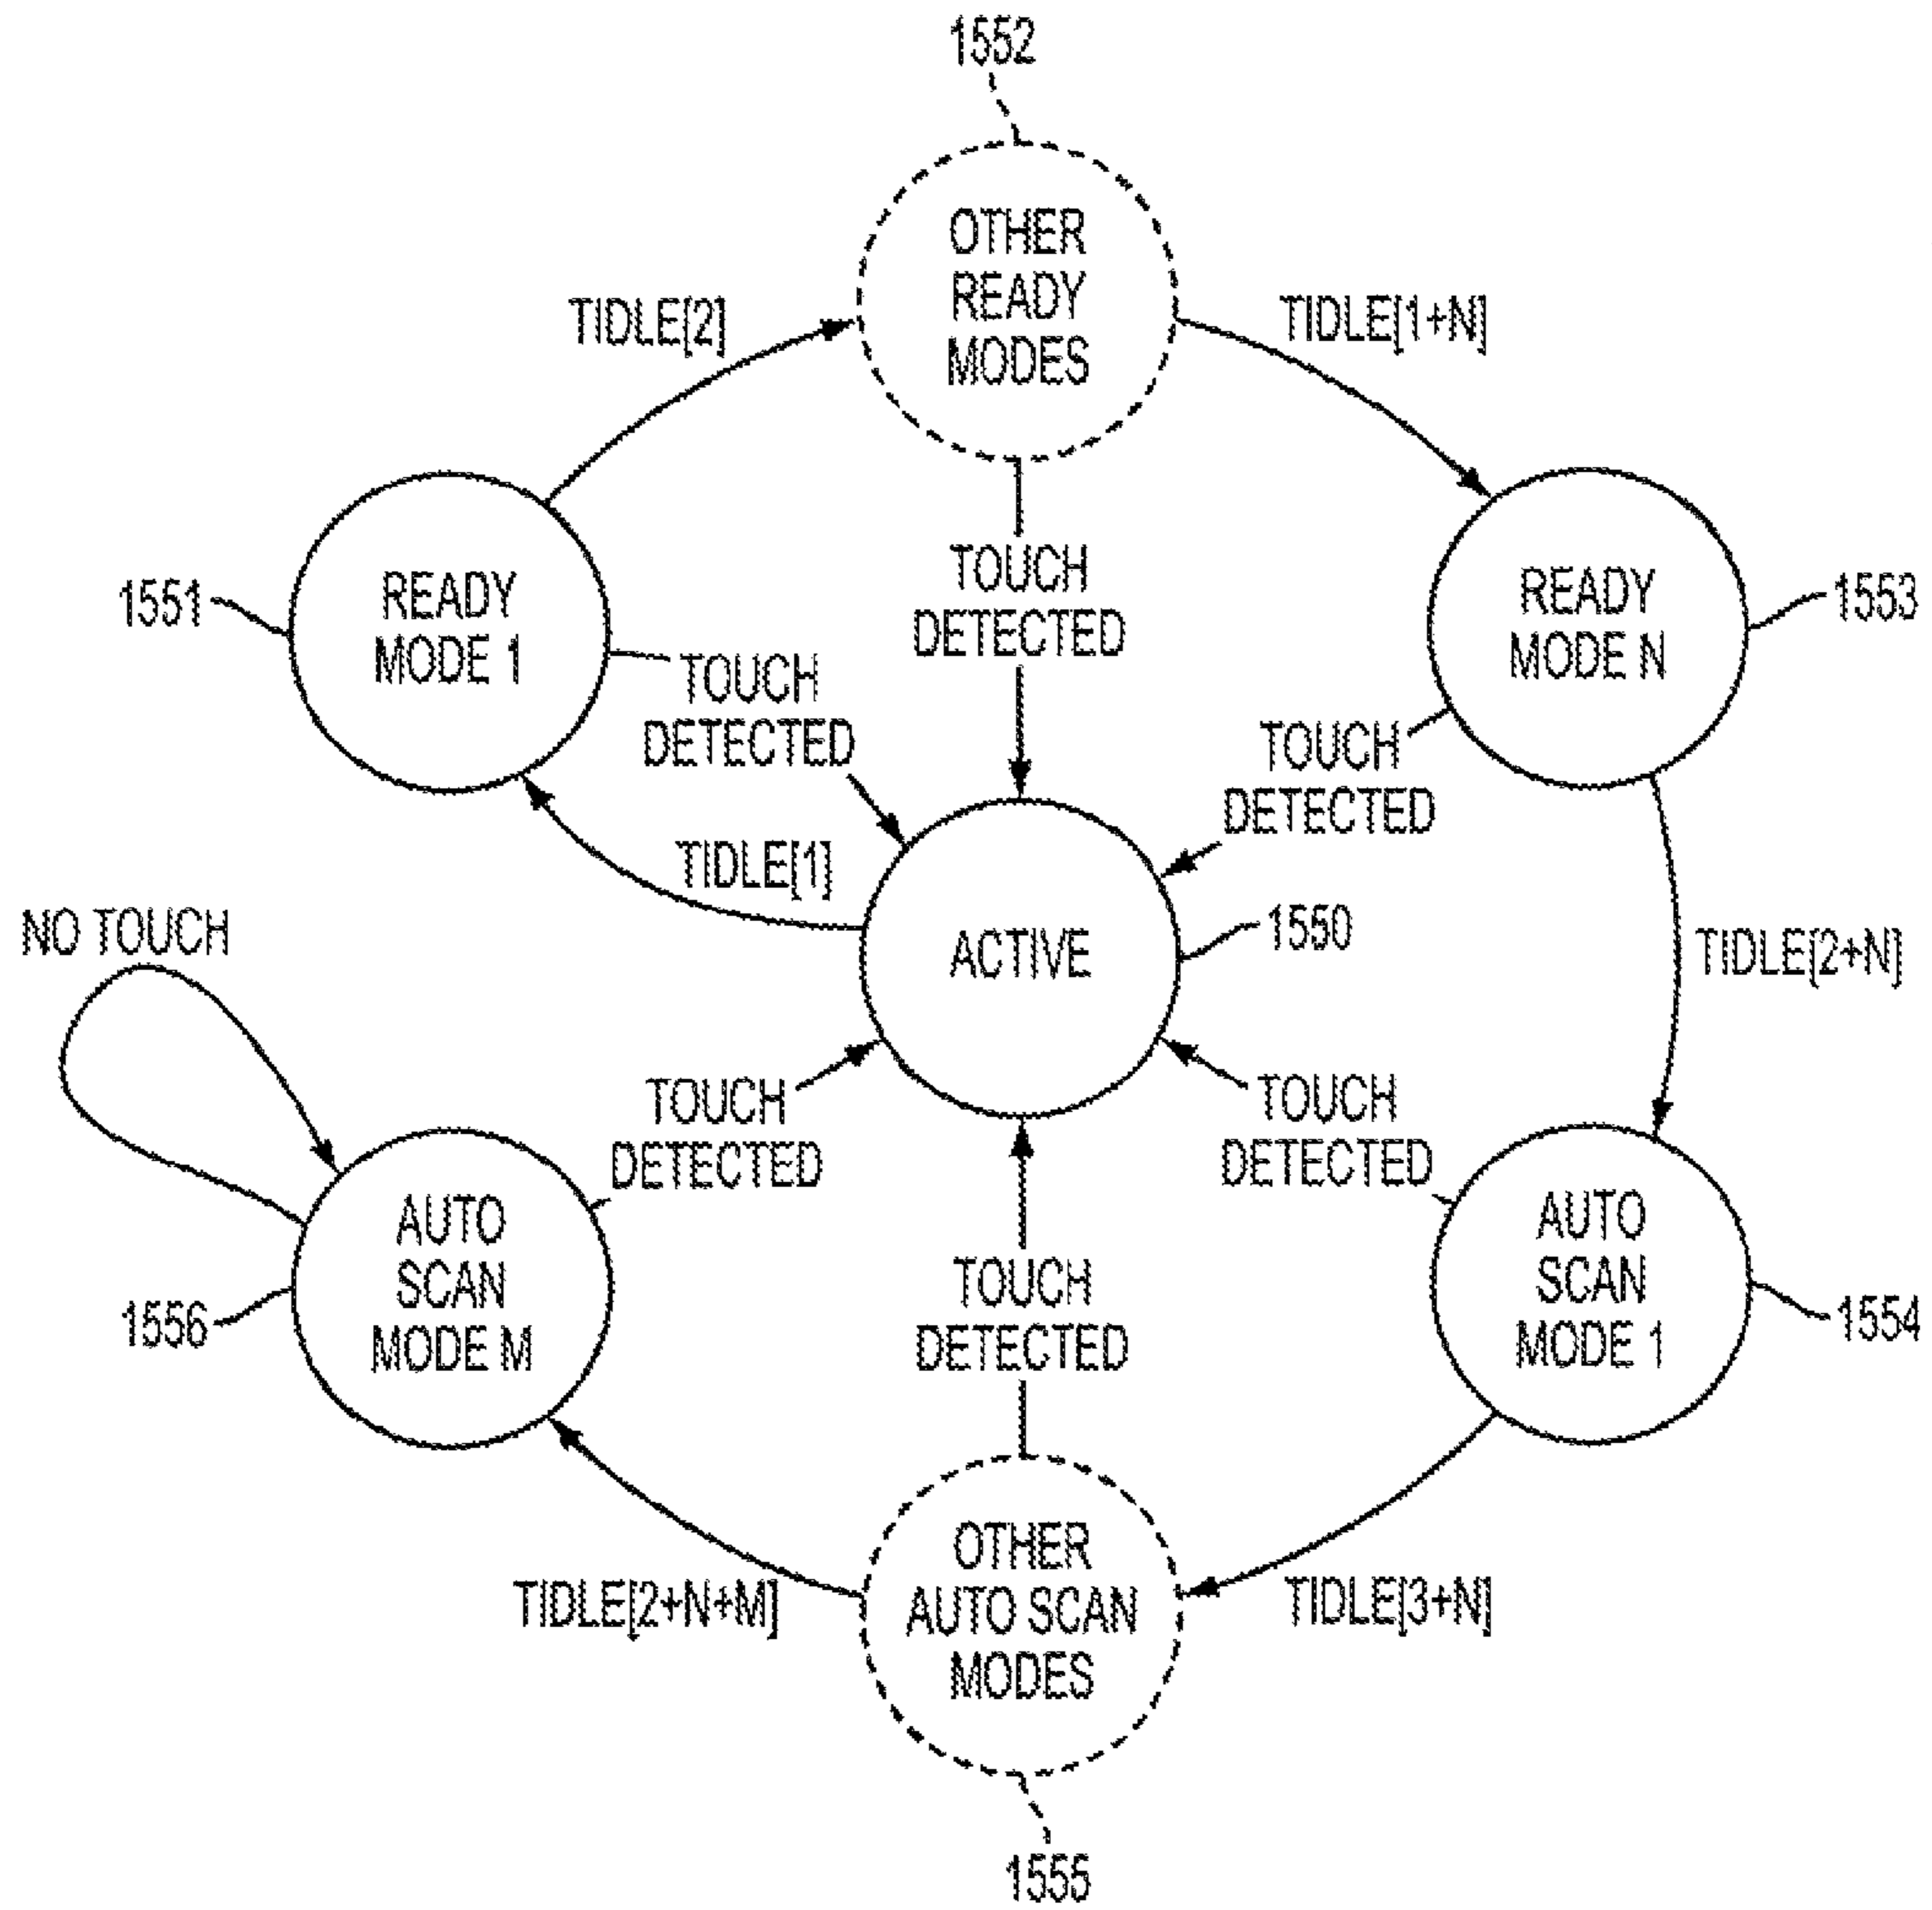 1552
OTHER
READY
MODES
TIDLE[2]
TIDLE[1+N]
TOUCH
DETECTED
1551
READY
MODE 1
READY
MODE N
1553
TOUCH
DETECTED
TOUCH
DETECTED
TIDLE[1]
NO TOUCH
ACTIVE
1550
TIDLE[2+N]
TOUCH
DETECTED
TOUCH
DETECTED
AUTO
SCAN
MODE M
1556
TOUCH
DETECTED
AUTO
SCAN
MODE 1
1554
OTHER
AUTO SCAN
MODES
TIDLE[2+N+M]
TIDLE[3+N]
1555